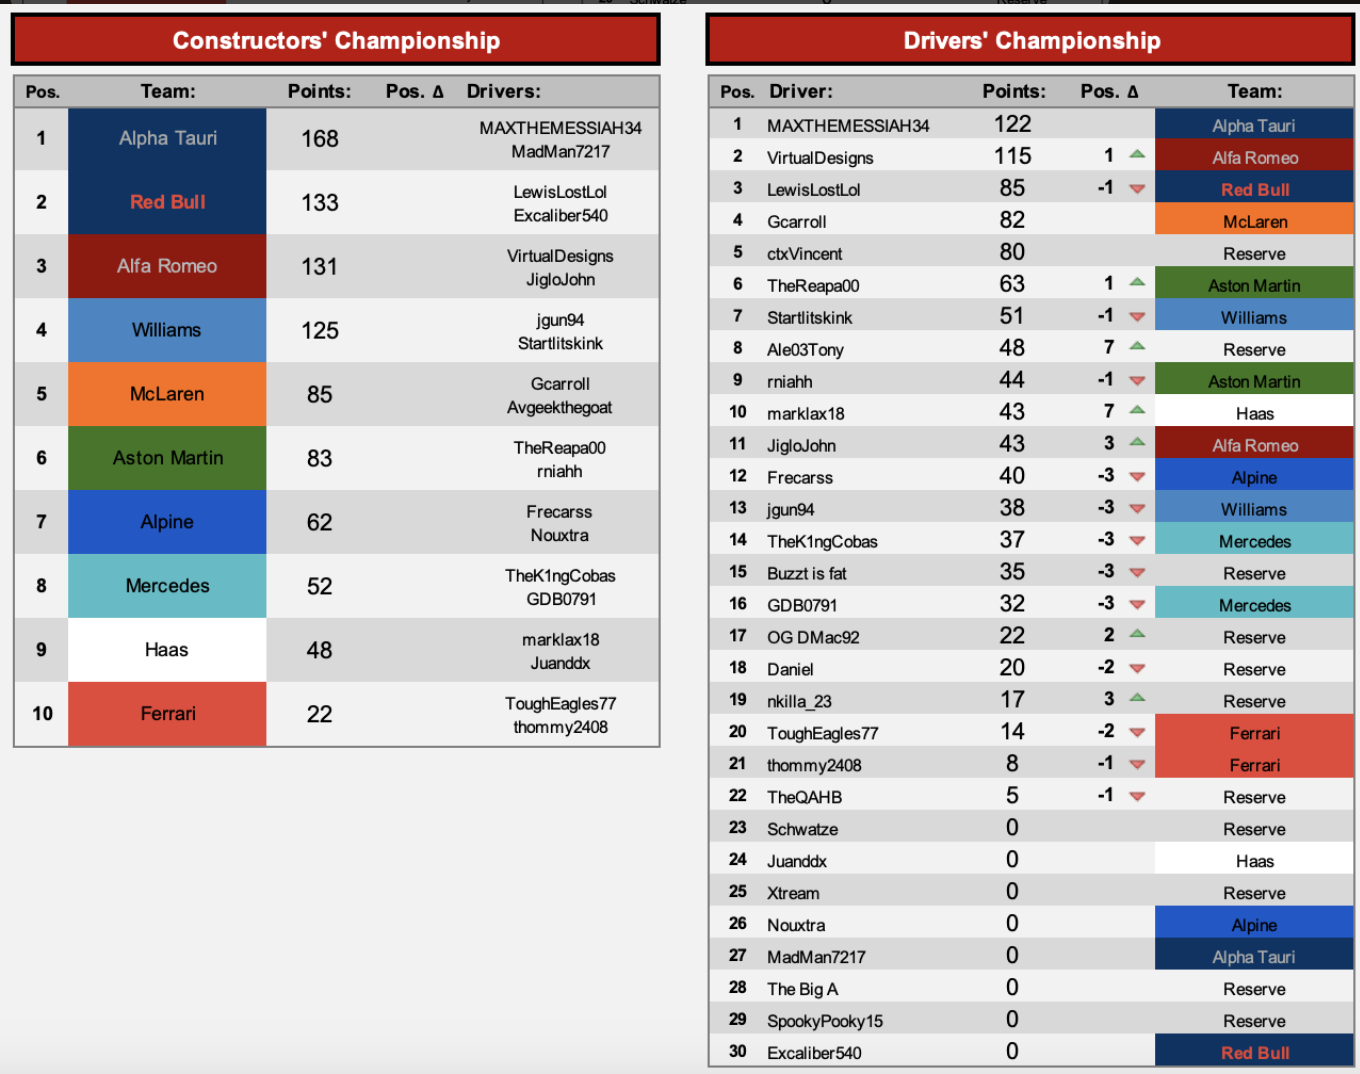 Constructors' Championship
Pos. Team: Points: Pos. Δ Drivers:
1 Alpha Tauri 168 MAXTHEMESSIAH34
MadMan7217
2 Red Bull 133 LewisLostLol
Excaliber540
3 Alfa Romeo 131 VirtualDesigns
JigloJohn
4 Williams 125 jgun94
Startlitskink
5 McLaren 85 Gcarroll
Avgeekthegoat
6 Aston Martin 83 TheReapa00
rniahh
7 Alpine 62 Frecarss
Nouxtra
8 Mercedes 52 TheK1ngCobas
GDB0791
9 Haas 48 marklax18
Juanddx
10 Ferrari 22 ToughEagles77
thommy2408
Drivers' Championship
Pos. Driver: Points: Pos. Δ Team:
1 MAXTHEMESSIAH34 122 Alpha Tauri
2 VirtualDesigns 115 1 Alfa Romeo
3 LewisLostLol 85 -1 Red Bull
4 Gcarroll 82 McLaren
5 ctxVincent 80 Reserve
6 TheReapa00 63 1 Aston Martin
7 Startlitskink 51 -1 Williams
8 Ale03Tony 48 7 Reserve
9 rniahh 44 -1 Aston Martin
10 marklax18 43 7 Haas
11 JigloJohn 43 3 Alfa Romeo
12 Frecarss 40 -3 Alpine
13 jgun94 38 -3 Williams
14 TheK1ngCobas 37 -3 Mercedes
15 Buzzt is fat 35 -3 Reserve
16 GDB0791 32 -3 Mercedes
17 OG DMac92 22 2 Reserve
18 Daniel 20 -2 Reserve
19 nkilla_23 17 3 Reserve
20 ToughEagles77 14 -2 Ferrari
21 thommy2408 8 -1 Ferrari
22 TheQAHB 5 -1 Reserve
23 Schwatze 0 Reserve
24 Juanddx 0 Haas
25 Xtream 0 Reserve
26 Nouxtra 0 Alpine
27 MadMan7217 0 Alpha Tauri
28 The Big A 0 Reserve
29 SpookyPooky15 0 Reserve
30 Excaliber540 0 Red Bull